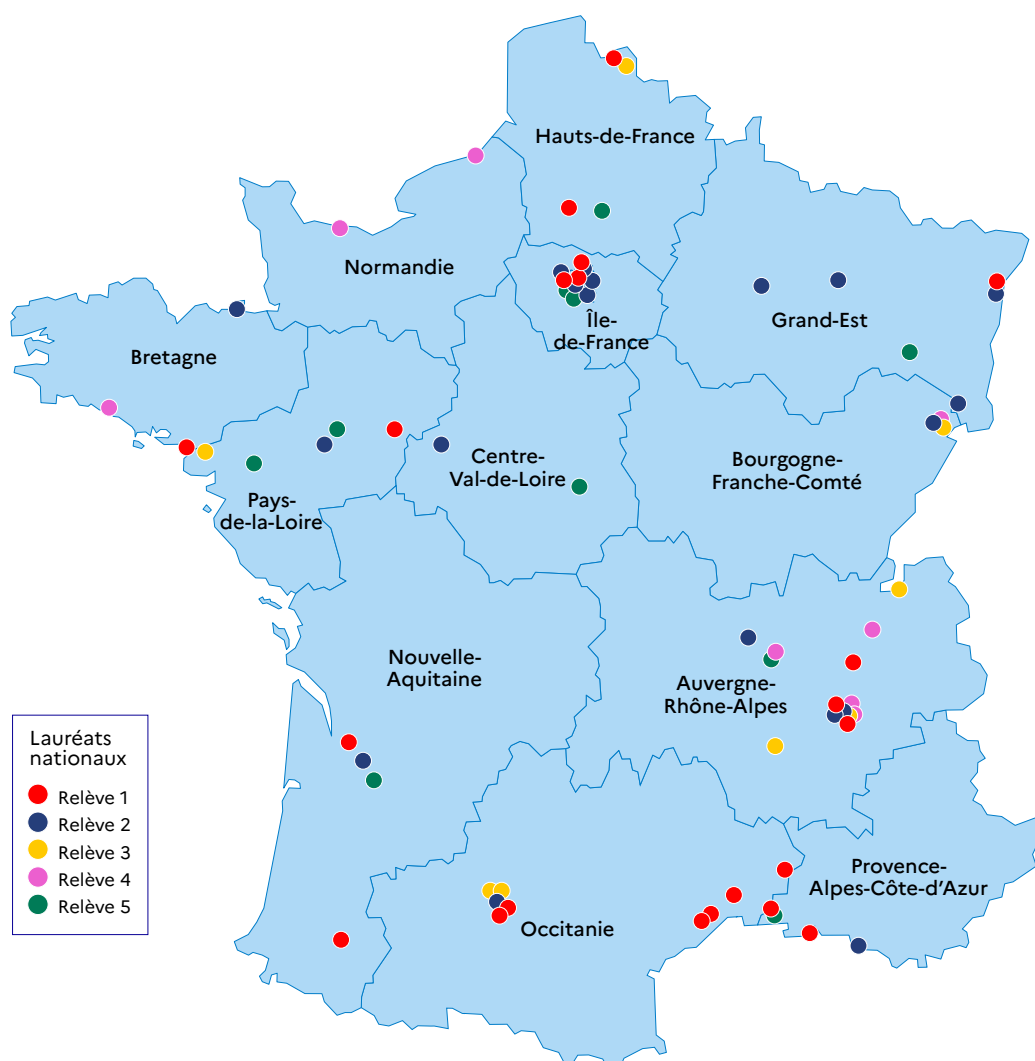 Hauts-de-France
Normandie
Île-
de-France
Grand-Est
Bretagne
Centre-
Val-de-Loire
Bourgogne-
Franche-Comté
Pays-
de-la-Loire
Nouvelle-
Aquitaine
Auvergne-
Rhône-Alpes
Provence-
Alpes-Côte-d'Azur
Occitanie
Lauréats
nationaux
Relève 1
Relève 2
Relève 3
Relève 4
Relève 5